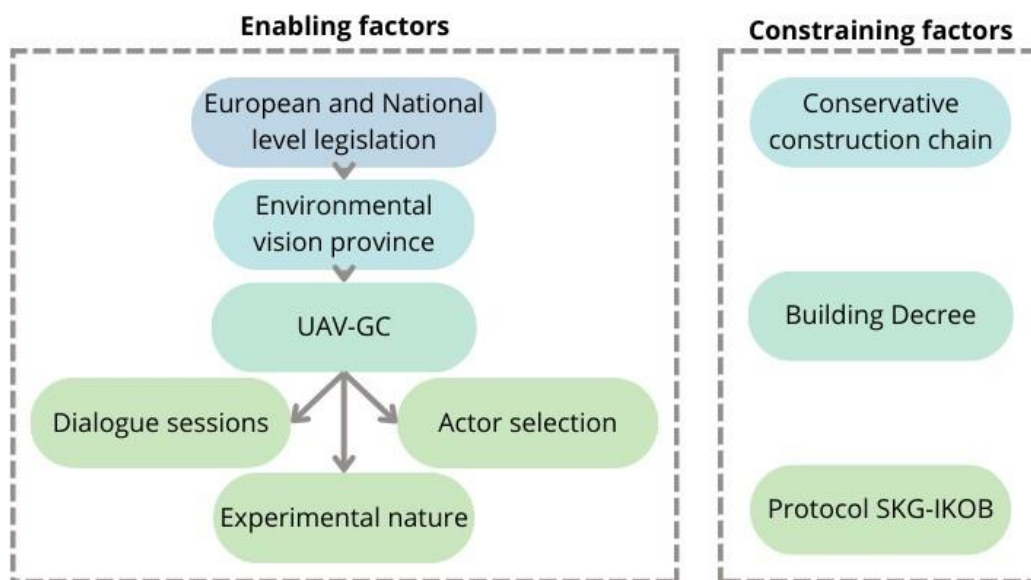 Enabling factors
European and National
level legislation
Environmental
vision province
UAV-GC
Dialogue sessions
Actor selection
Experimental nature
Constraining factors
Conservative
construction chain
Building Decree
Protocol SKG-IKOB